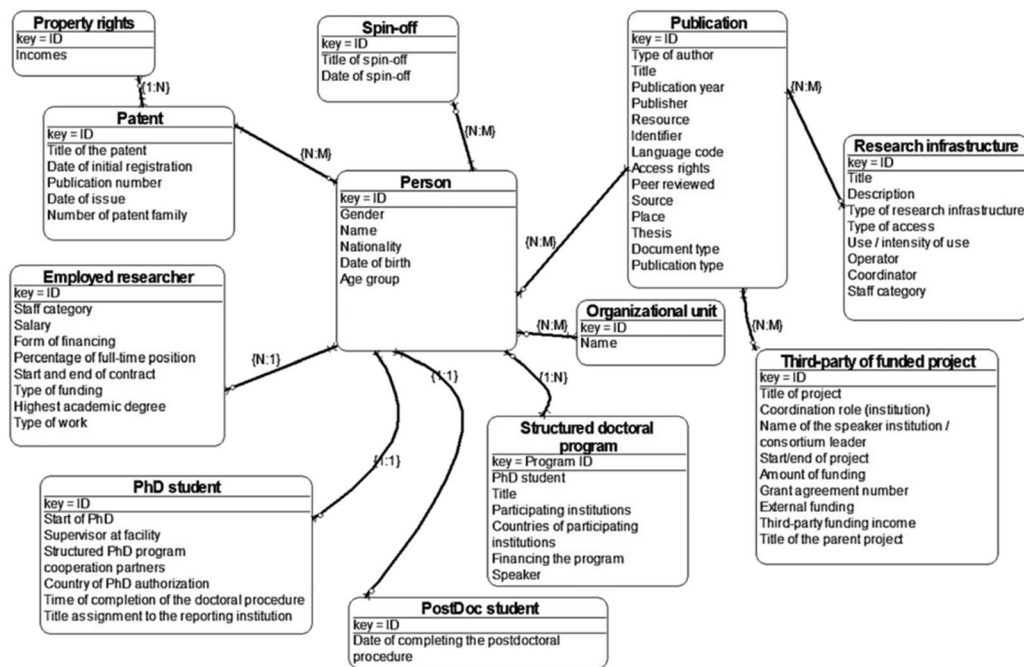 Property rights
key = ID
Incomes
{1:N}
Patent
key = ID
Title of the patent
Date of initial registration
Publication number
Date of issue
Number of patent family
{N:M}
Spin-off
key = ID
Title of spin-off
Date of spin-off
{N:M}
Publication
key = ID
Type of author
Title
Publication year
Publisher
Resource
Identifier
Language code
Access rights
Peer reviewed
Source
Place
Thesis
Document type
Publication type
{N:M}
Research infrastructure
key = ID
Title
Description
Type of research infrastructure
Type of access
Use / intensity of use
Operator
Coordinator
Staff category
Person
key = ID
Gender
Name
Nationality
Date of birth
Age group
{N:M}
Employed researcher
key = ID
Staff category
Salary
Form of financing
Percentage of full-time position
Start and end of contract
Type of funding
Highest academic degree
Type of work
{N:1}
{N:M}
Organizational unit
key = ID
Name
{N:M}
Third-party of funded project
key = ID
Title of project
Coordination role (institution)
Name of the speaker institution /
consortium leader
Start/end of project
Amount of funding
Grant agreement number
External funding
Third-party funding income
Title of the parent project
{1:1}
{1:N}
Structured doctoral
program
key = Program ID
PhD student
Title
Participating institutions
Countries of participating
institutions
Financing the program
Speaker
{1:1}
PhD student
key = ID
Start of PhD
Supervisor at facility
Structured PhD program
cooperation partners
Country of PhD authorization
Time of completion of the doctoral procedure
Title assignment to the reporting institution
PostDoc student
key = ID
Date of completing the postdoctoral
procedure